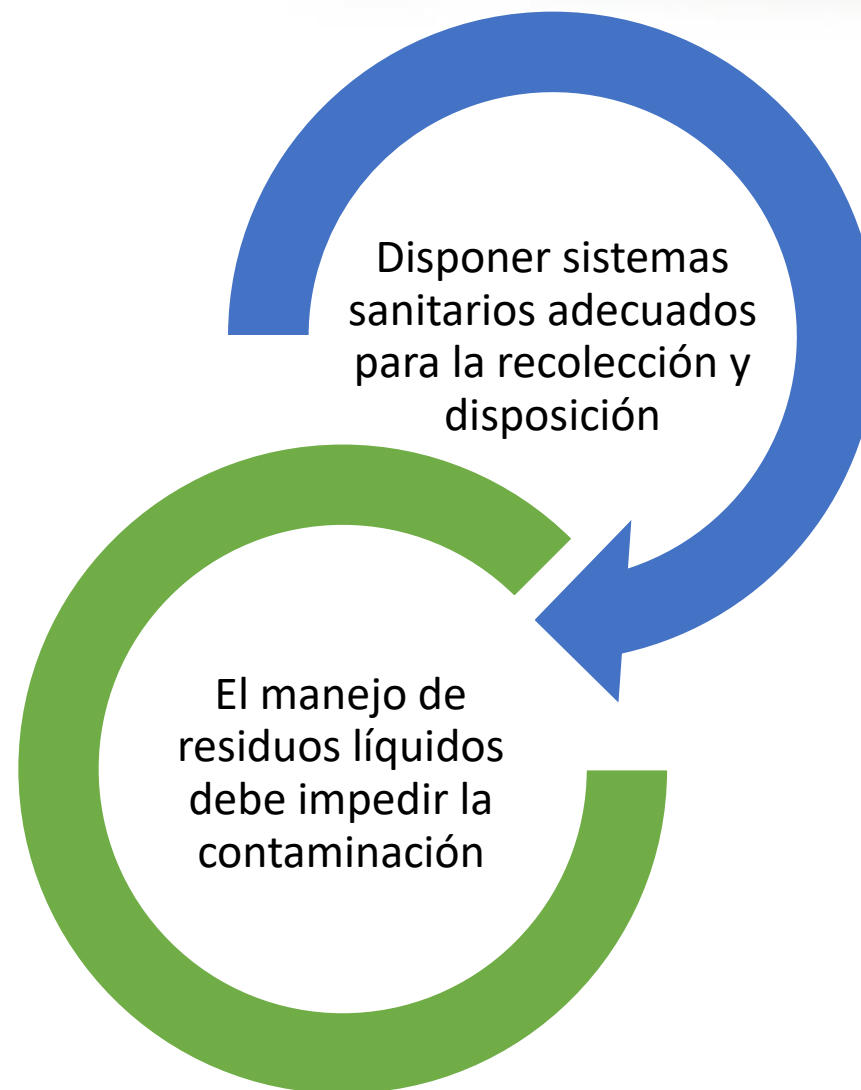 Disponer sistemas
sanitarios adecuados
para la recolección y
disposición
El manejo de
residuos líquidos
debe impedir la
contaminación